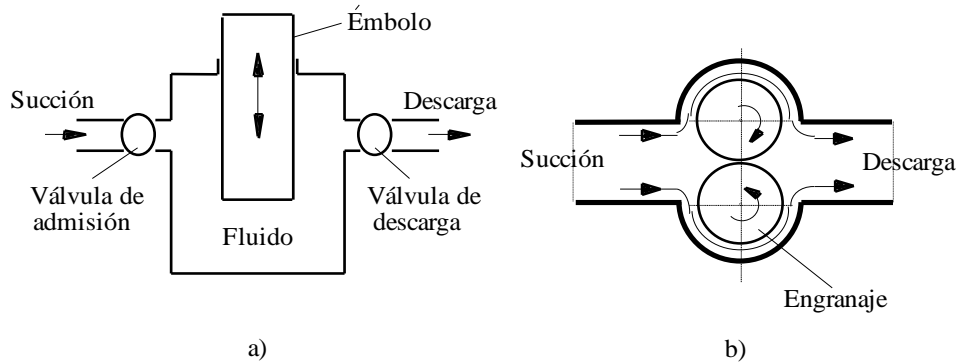 Émbolo
Succión
Descarga
Válvula de
admisión
Válvula de
descarga
Fluido
a)
Succión
Descarga
Engranaje
b)